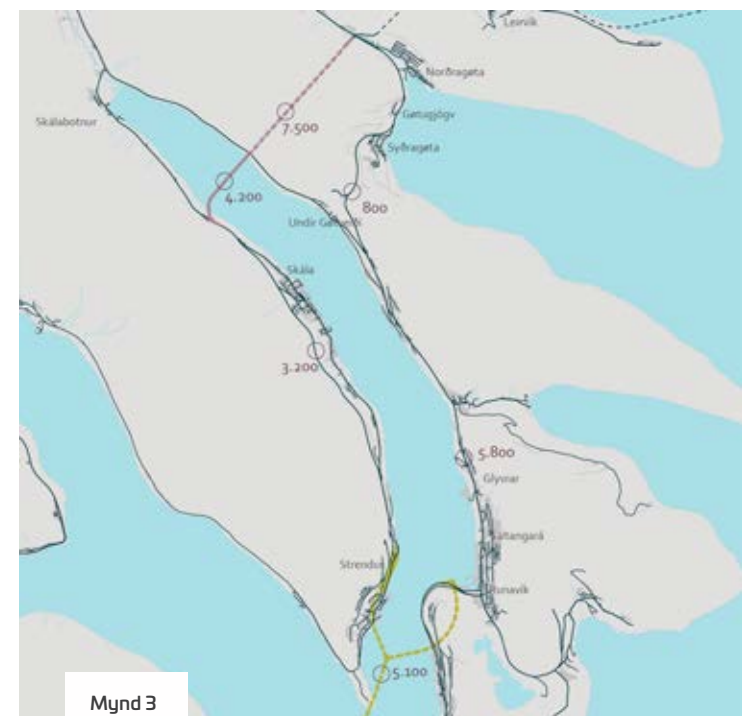 Leirvík
Norðragøta
Gøtugjógv
Skálabotnur
7.500
Syðragøta
4.200
800
Undir Gøtueiði
Skála
3.200
5.800
Glyvrar
Saltangará
Strendur
Runavík
5.100
Mynd 3